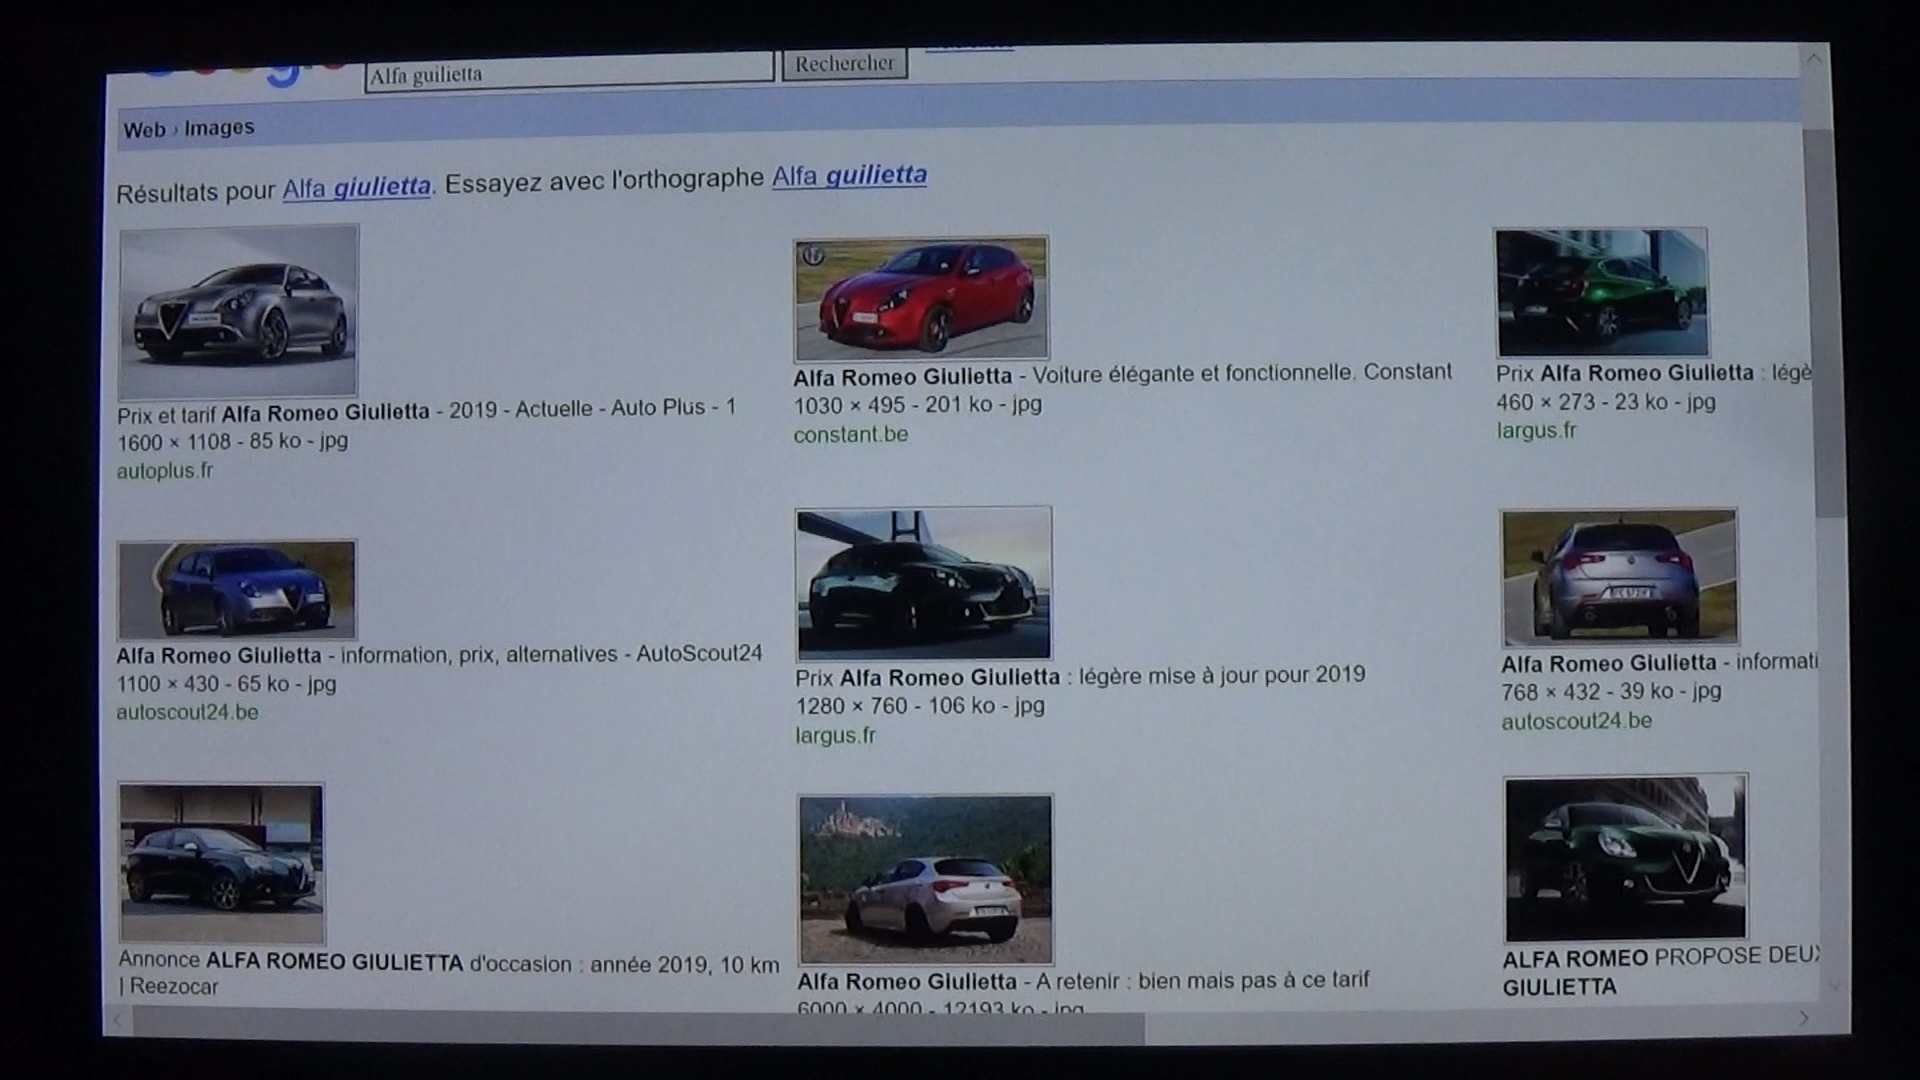 Alfa guilietta
Rechercher
Web › Images
Résultats pour Alfa giulietta. Essayez avec l'orthographe Alfa guilietta
Prix et tarif Alfa Romeo Giulietta - 2019 - Actuelle - Auto Plus - 1
1600 × 1108 - 85 ko - jpg
autoplus.fr
Alfa Romeo Giulietta - Voiture élégante et fonctionnelle. Constant
1030 × 495 - 201 ko - jpg
constant.be
Prix Alfa Romeo Giulietta : légè
460 × 273 - 23 ko - jpg
largus.fr
Alfa Romeo Giulietta - information, prix, alternatives - AutoScout24
1100 × 430 - 65 ko - jpg
autoscout24.be
Prix Alfa Romeo Giulietta : légère mise à jour pour 2019
1280 × 760 - 106 ko - jpg
largus.fr
Alfa Romeo Giulietta - informati
768 × 432 - 39 ko - jpg
autoscout24.be
Annonce ALFA ROMEO GIULIETTA d'occasion : année 2019, 10 km
| Reezocar
Alfa Romeo Giulietta - A retenir : bien mais pas à ce tarif
6000 × 4000 - 12193 ko - jpg
ALFA ROMEO PROPOSE DEUX
GIULIETTA